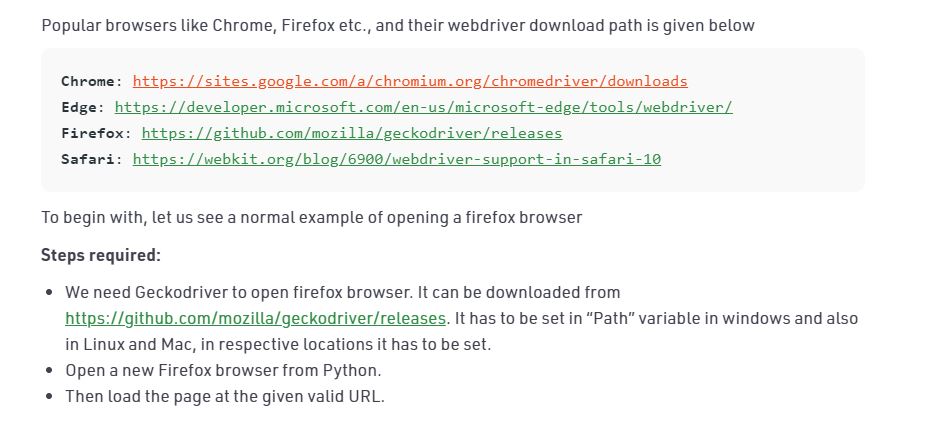 Popular browsers like Chrome, Firefox etc., and their webdriver download path is given below
Chrome: https://sites.google.com/a/chromium.org/chromedriver/downloads
Edge: https://developer.microsoft.com/en-us/microsoft-edge/tools/webdriver/
Firefox: https://github.com/mozilla/geckodriver/releases
Safari: https://webkit.org/blog/6900/webdriver-support-in-safari-10
To begin with, let us see a normal example of opening a firefox browser
Steps required:
• We need Geckodriver to open firefox browser. It can be downloaded from
https://github.com/mozilla/geckodriver/releases. It has to be set in “Path” variable in windows and also
in Linux and Mac, in respective locations it has to be set.
• Open a new Firefox browser from Python.
• Then load the page at the given valid URL.